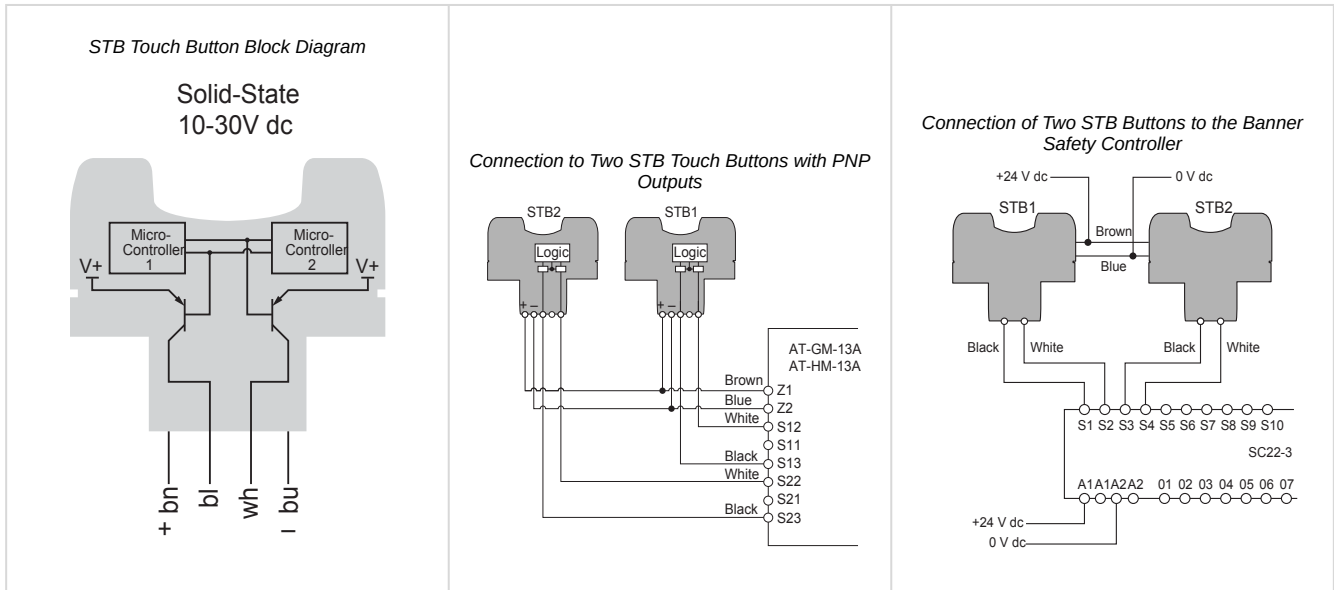 STB Touch Button Block Diagram
Solid-State
10-30V dc
Micro-
Controller
1
Micro-
Controller
2
V+
V+
+ bn
bl
wh
– bu
Connection to Two STB Touch Buttons with PNP
Outputs
STB2
STB1
Logic
Logic
+ –
+ –
AT-GM-13A
AT-HM-13A
Brown
Z1
Blue
Z2
White
S12
S11
Black
S13
White
S22
S21
Black
S23
Connection of Two STB Buttons to the Banner
Safety Controller
+24 V dc
0 V dc
STB1
STB2
Brown
Blue
Black
White
Black
White
S1 S2 S3 S4 S5 S6 S7 S8 S9 S10
SC22-3
A1 A1 A2 A2 01 02 03 04 05 06 07
+24 V dc
0 V dc